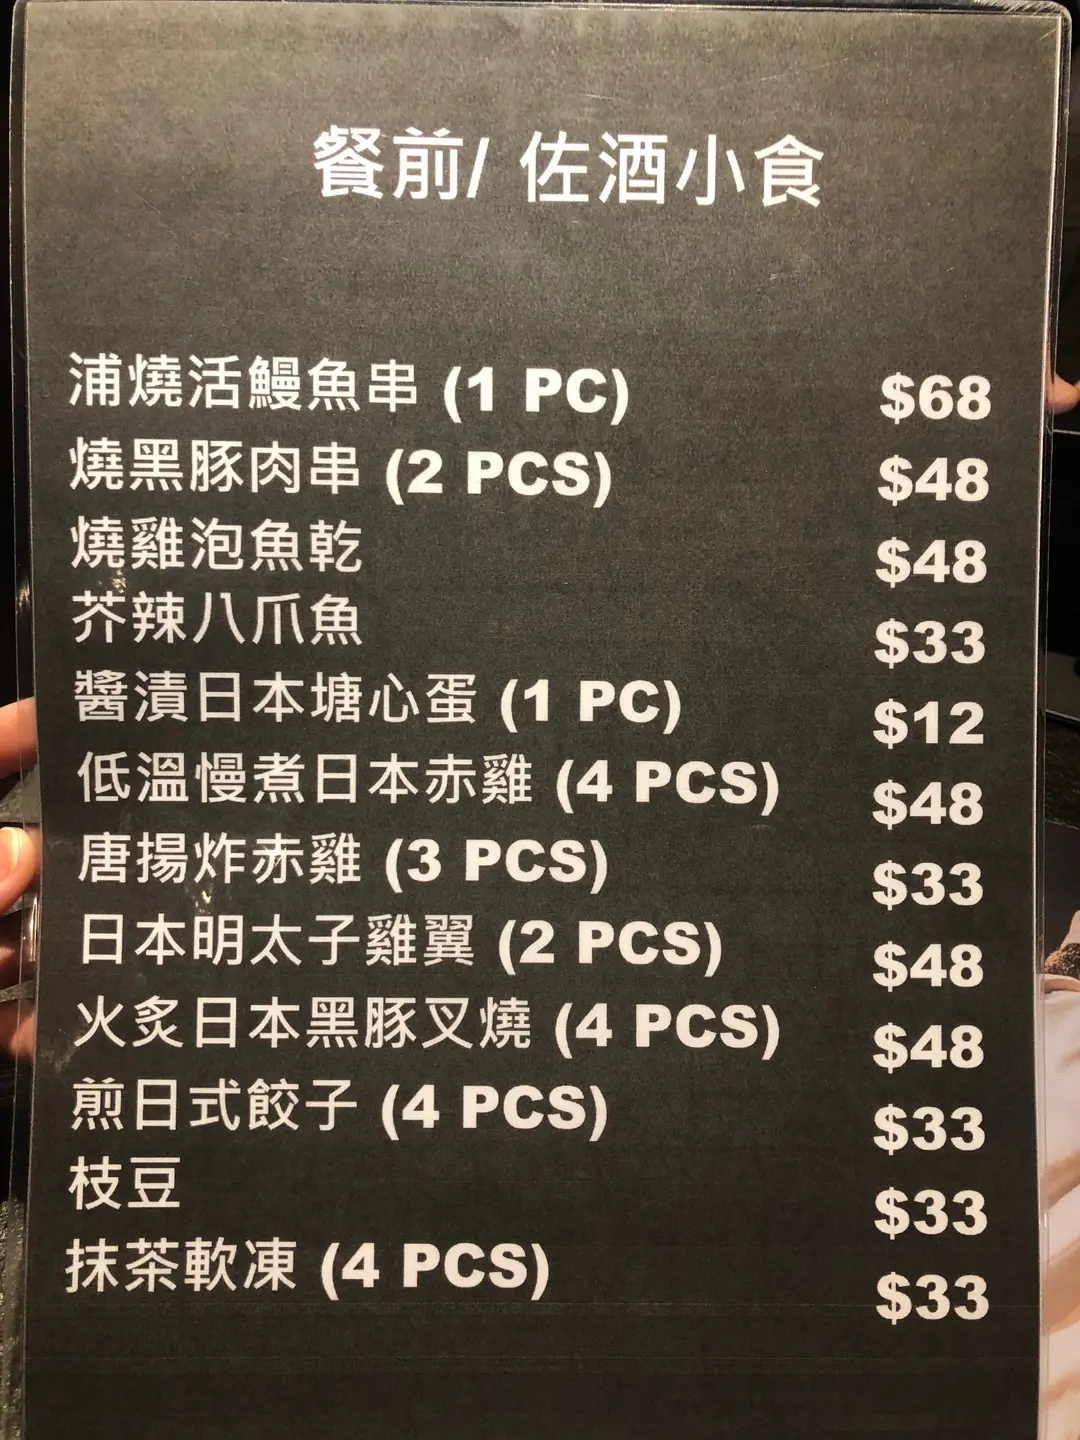 餐前/ 佐酒小食
浦燒活鰻魚串 (1 PC) $68
燒黑豚肉串 (2 PCS) $48
燒雞泡魚乾 $48
芥辣八爪魚 $33
醬漬日本塘心蛋 (1 PC) $12
低溫慢煮日本赤雞 (4 PCS) $48
唐揚炸赤雞 (3 PCS) $33
日本明太子雞翼 (2 PCS) $48
火炙日本黑豚叉燒 (4 PCS) $48
煎日式餃子 (4 PCS) $33
枝豆 $33
抹茶軟凍 (4 PCS) $33